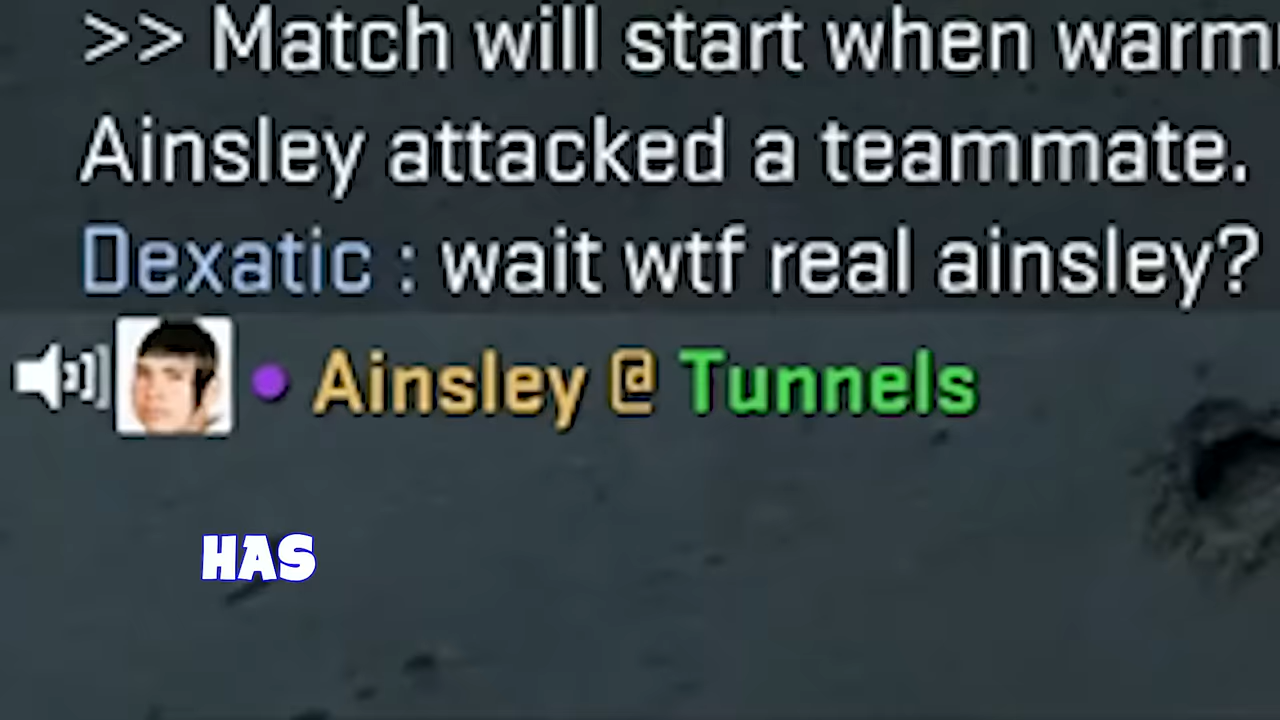 >> Match will start when warm
Ainsley attacked a teammate.
Dexatic : wait wtf real ainsley?
Ainsley @ Tunnels
HAS